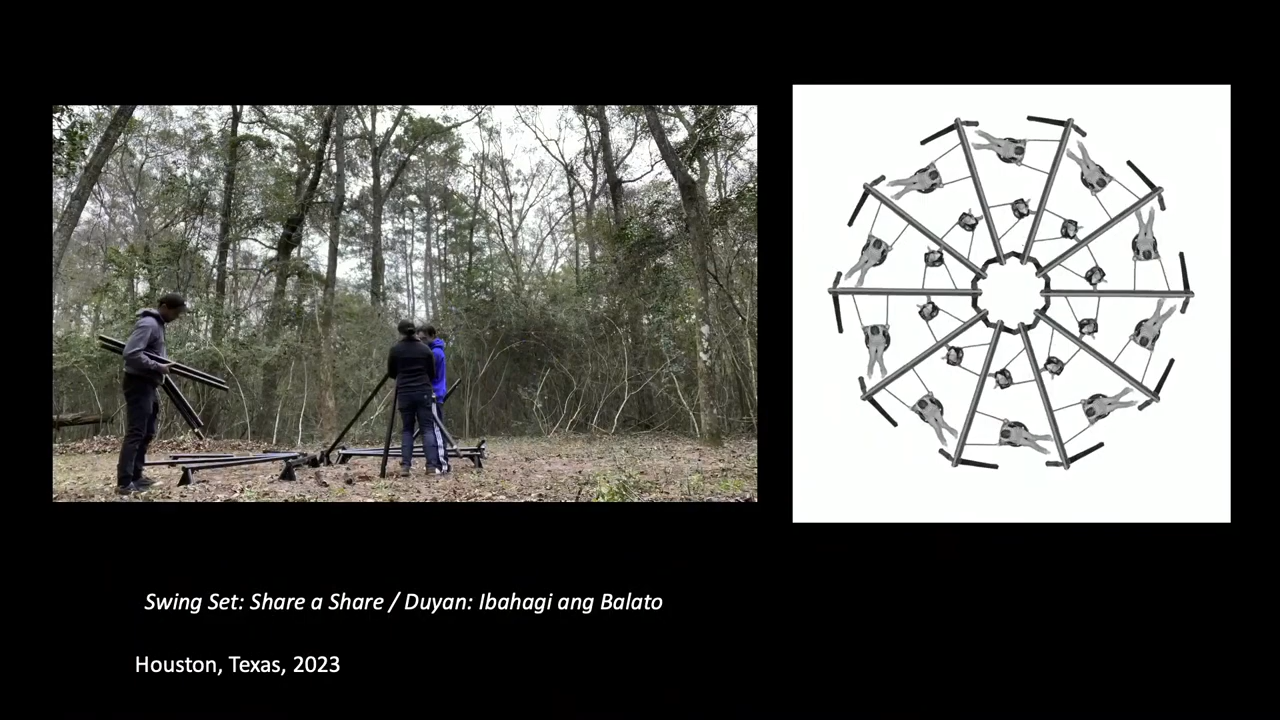 Swing Set: Share a Share / Duyan: Ibahagi ang Balato
Houston, Texas, 2023